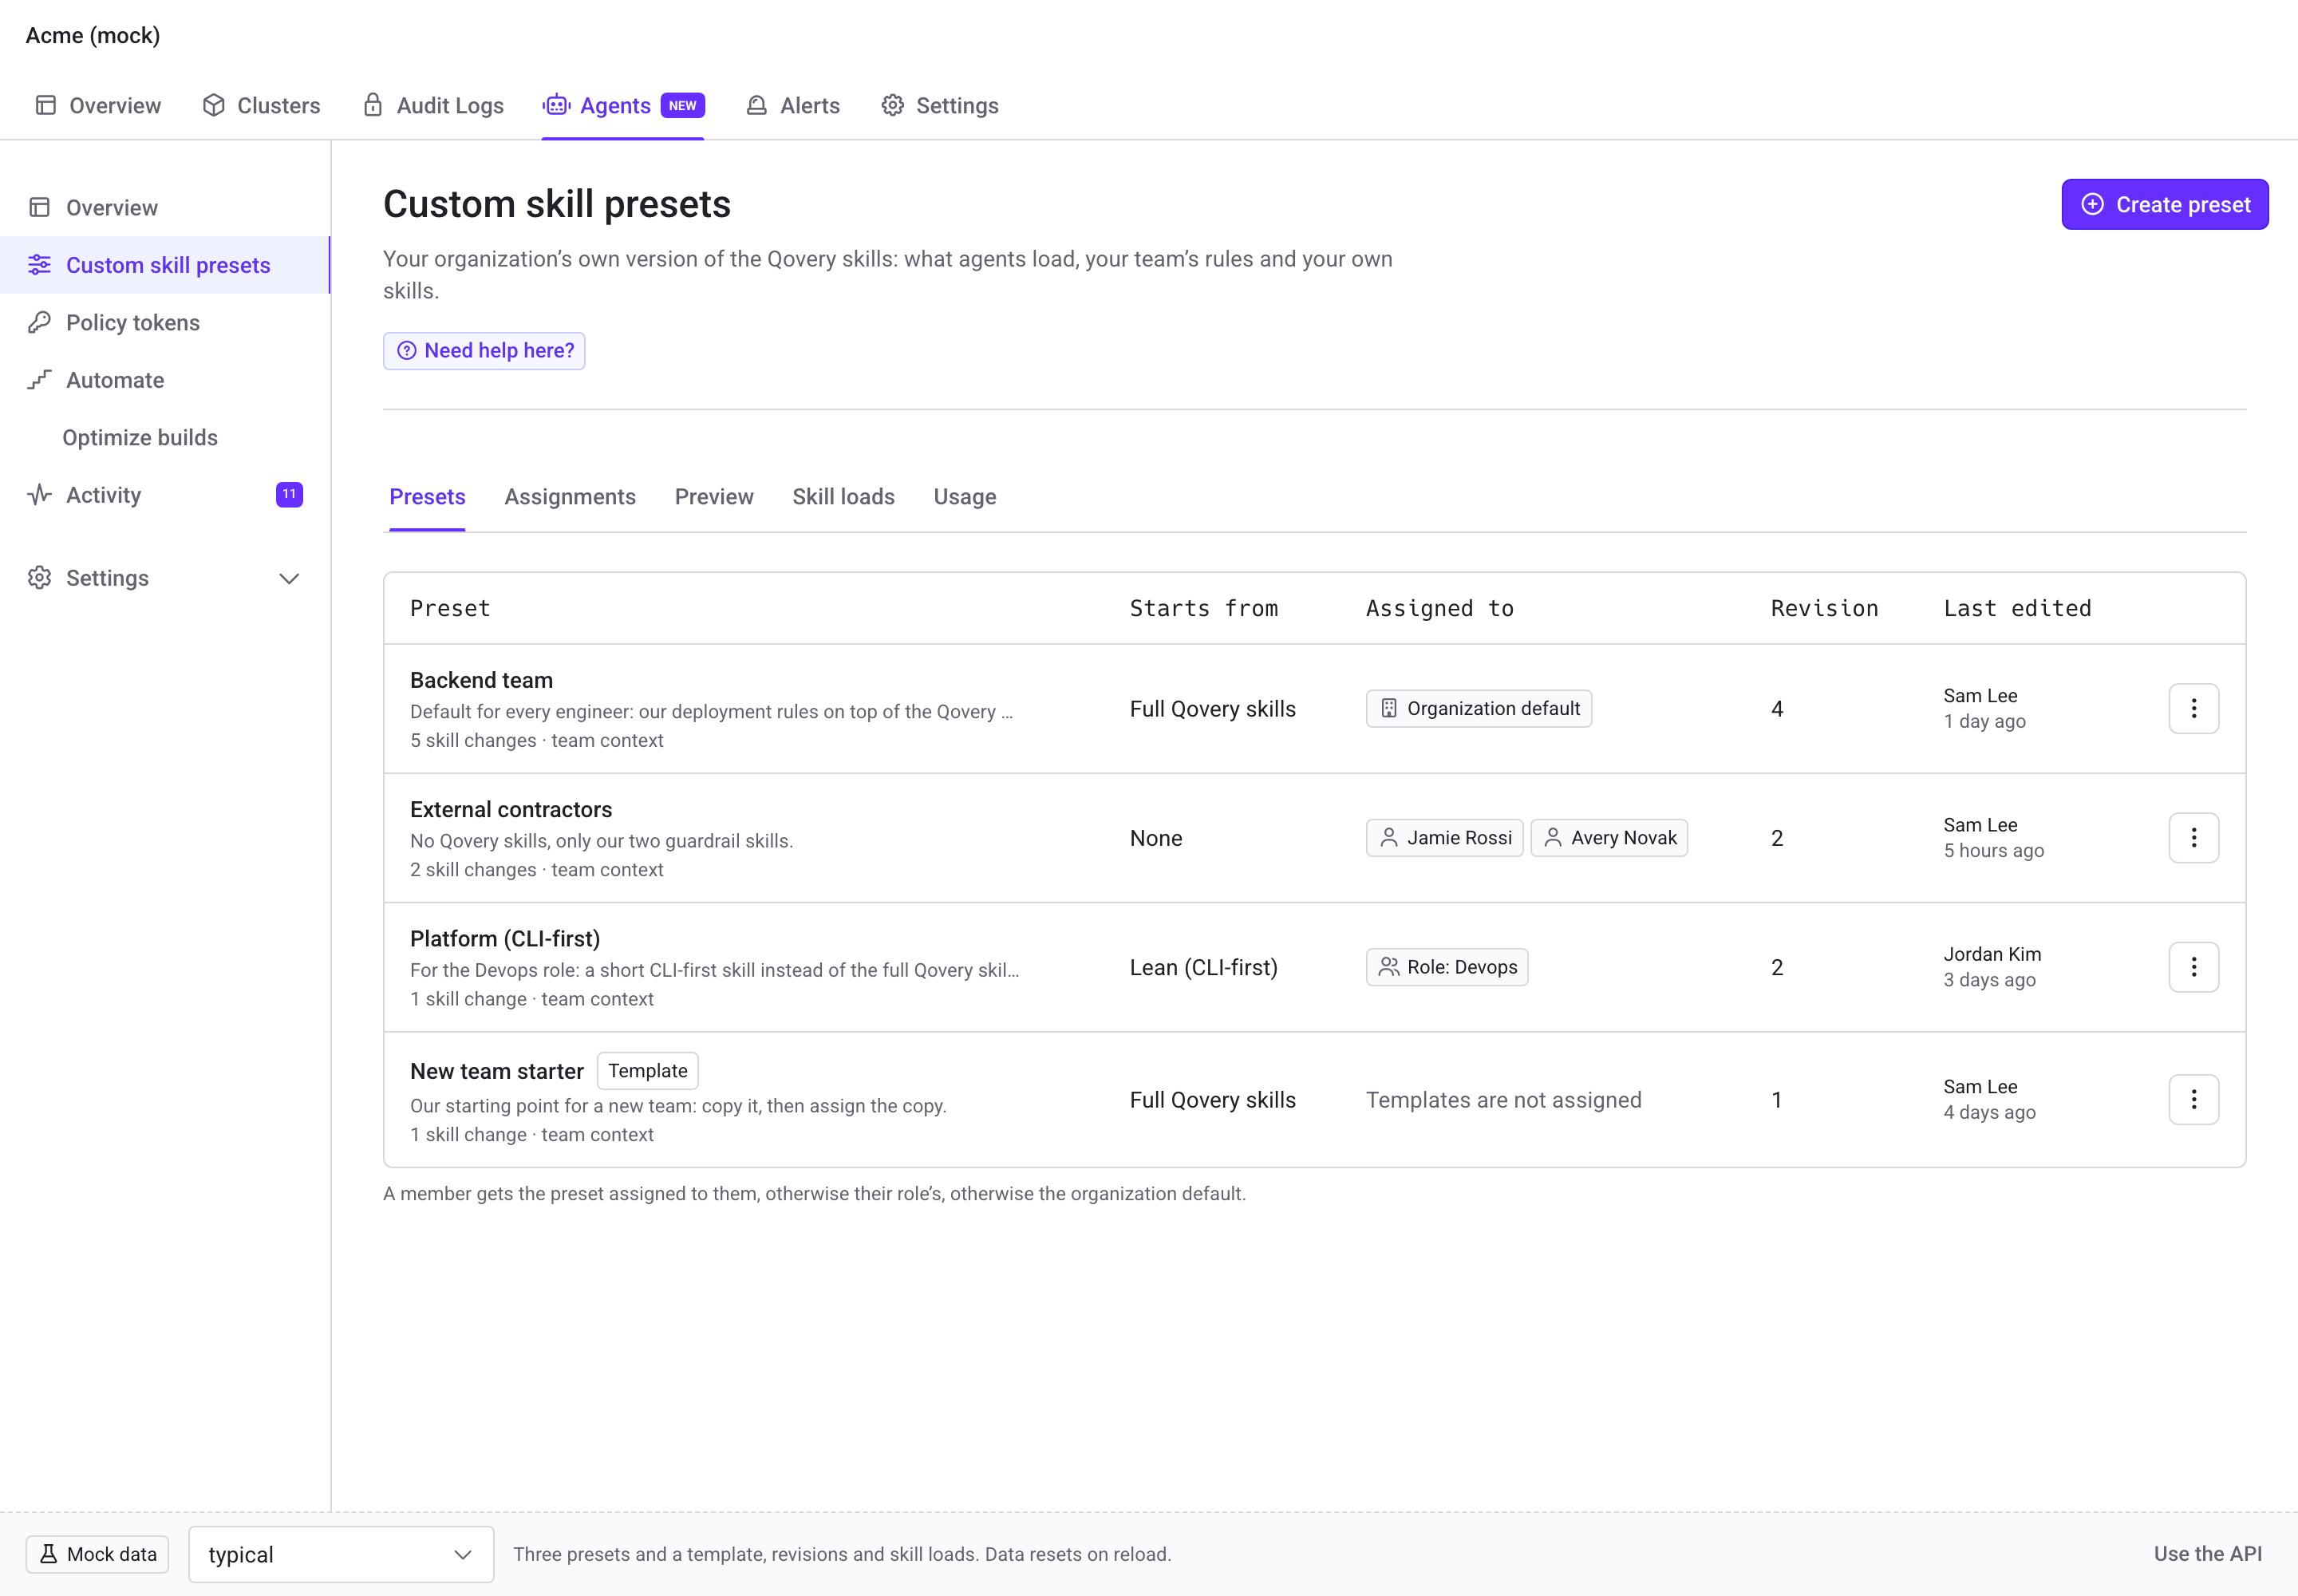 Acme (mock)
Overview
Clusters
Audit Logs
Agents NEW
Alerts
Settings
Overview
Custom skill presets
Policy tokens
Automate
Optimize builds
Activity 11
Settings
Custom skill presets
Create preset
Your organization’s own version of the Qovery skills: what agents load, your team’s rules and your own
skills.
Need help here?
Presets Assignments Preview Skill loads Usage
Preset Starts from Assigned to Revision Last edited
Backend team
Default for every engineer: our deployment rules on top of the Qovery …
5 skill changes · team context
Full Qovery skills
Organization default
4
Sam Lee
1 day ago
External contractors
No Qovery skills, only our two guardrail skills.
2 skill changes · team context
None
Jamie Rossi
Avery Novak
2
Sam Lee
5 hours ago
Platform (CLI-first)
For the Devops role: a short CLI-first skill instead of the full Qovery skil…
1 skill change · team context
Lean (CLI-first)
Role: Devops
2
Jordan Kim
3 days ago
New team starter Template
Our starting point for a new team: copy it, then assign the copy.
1 skill change · team context
Full Qovery skills
Templates are not assigned
1
Sam Lee
4 days ago
A member gets the preset assigned to them, otherwise their role’s, otherwise the organization default.
Mock data
typical
Three presets and a template, revisions and skill loads. Data resets on reload.
Use the API